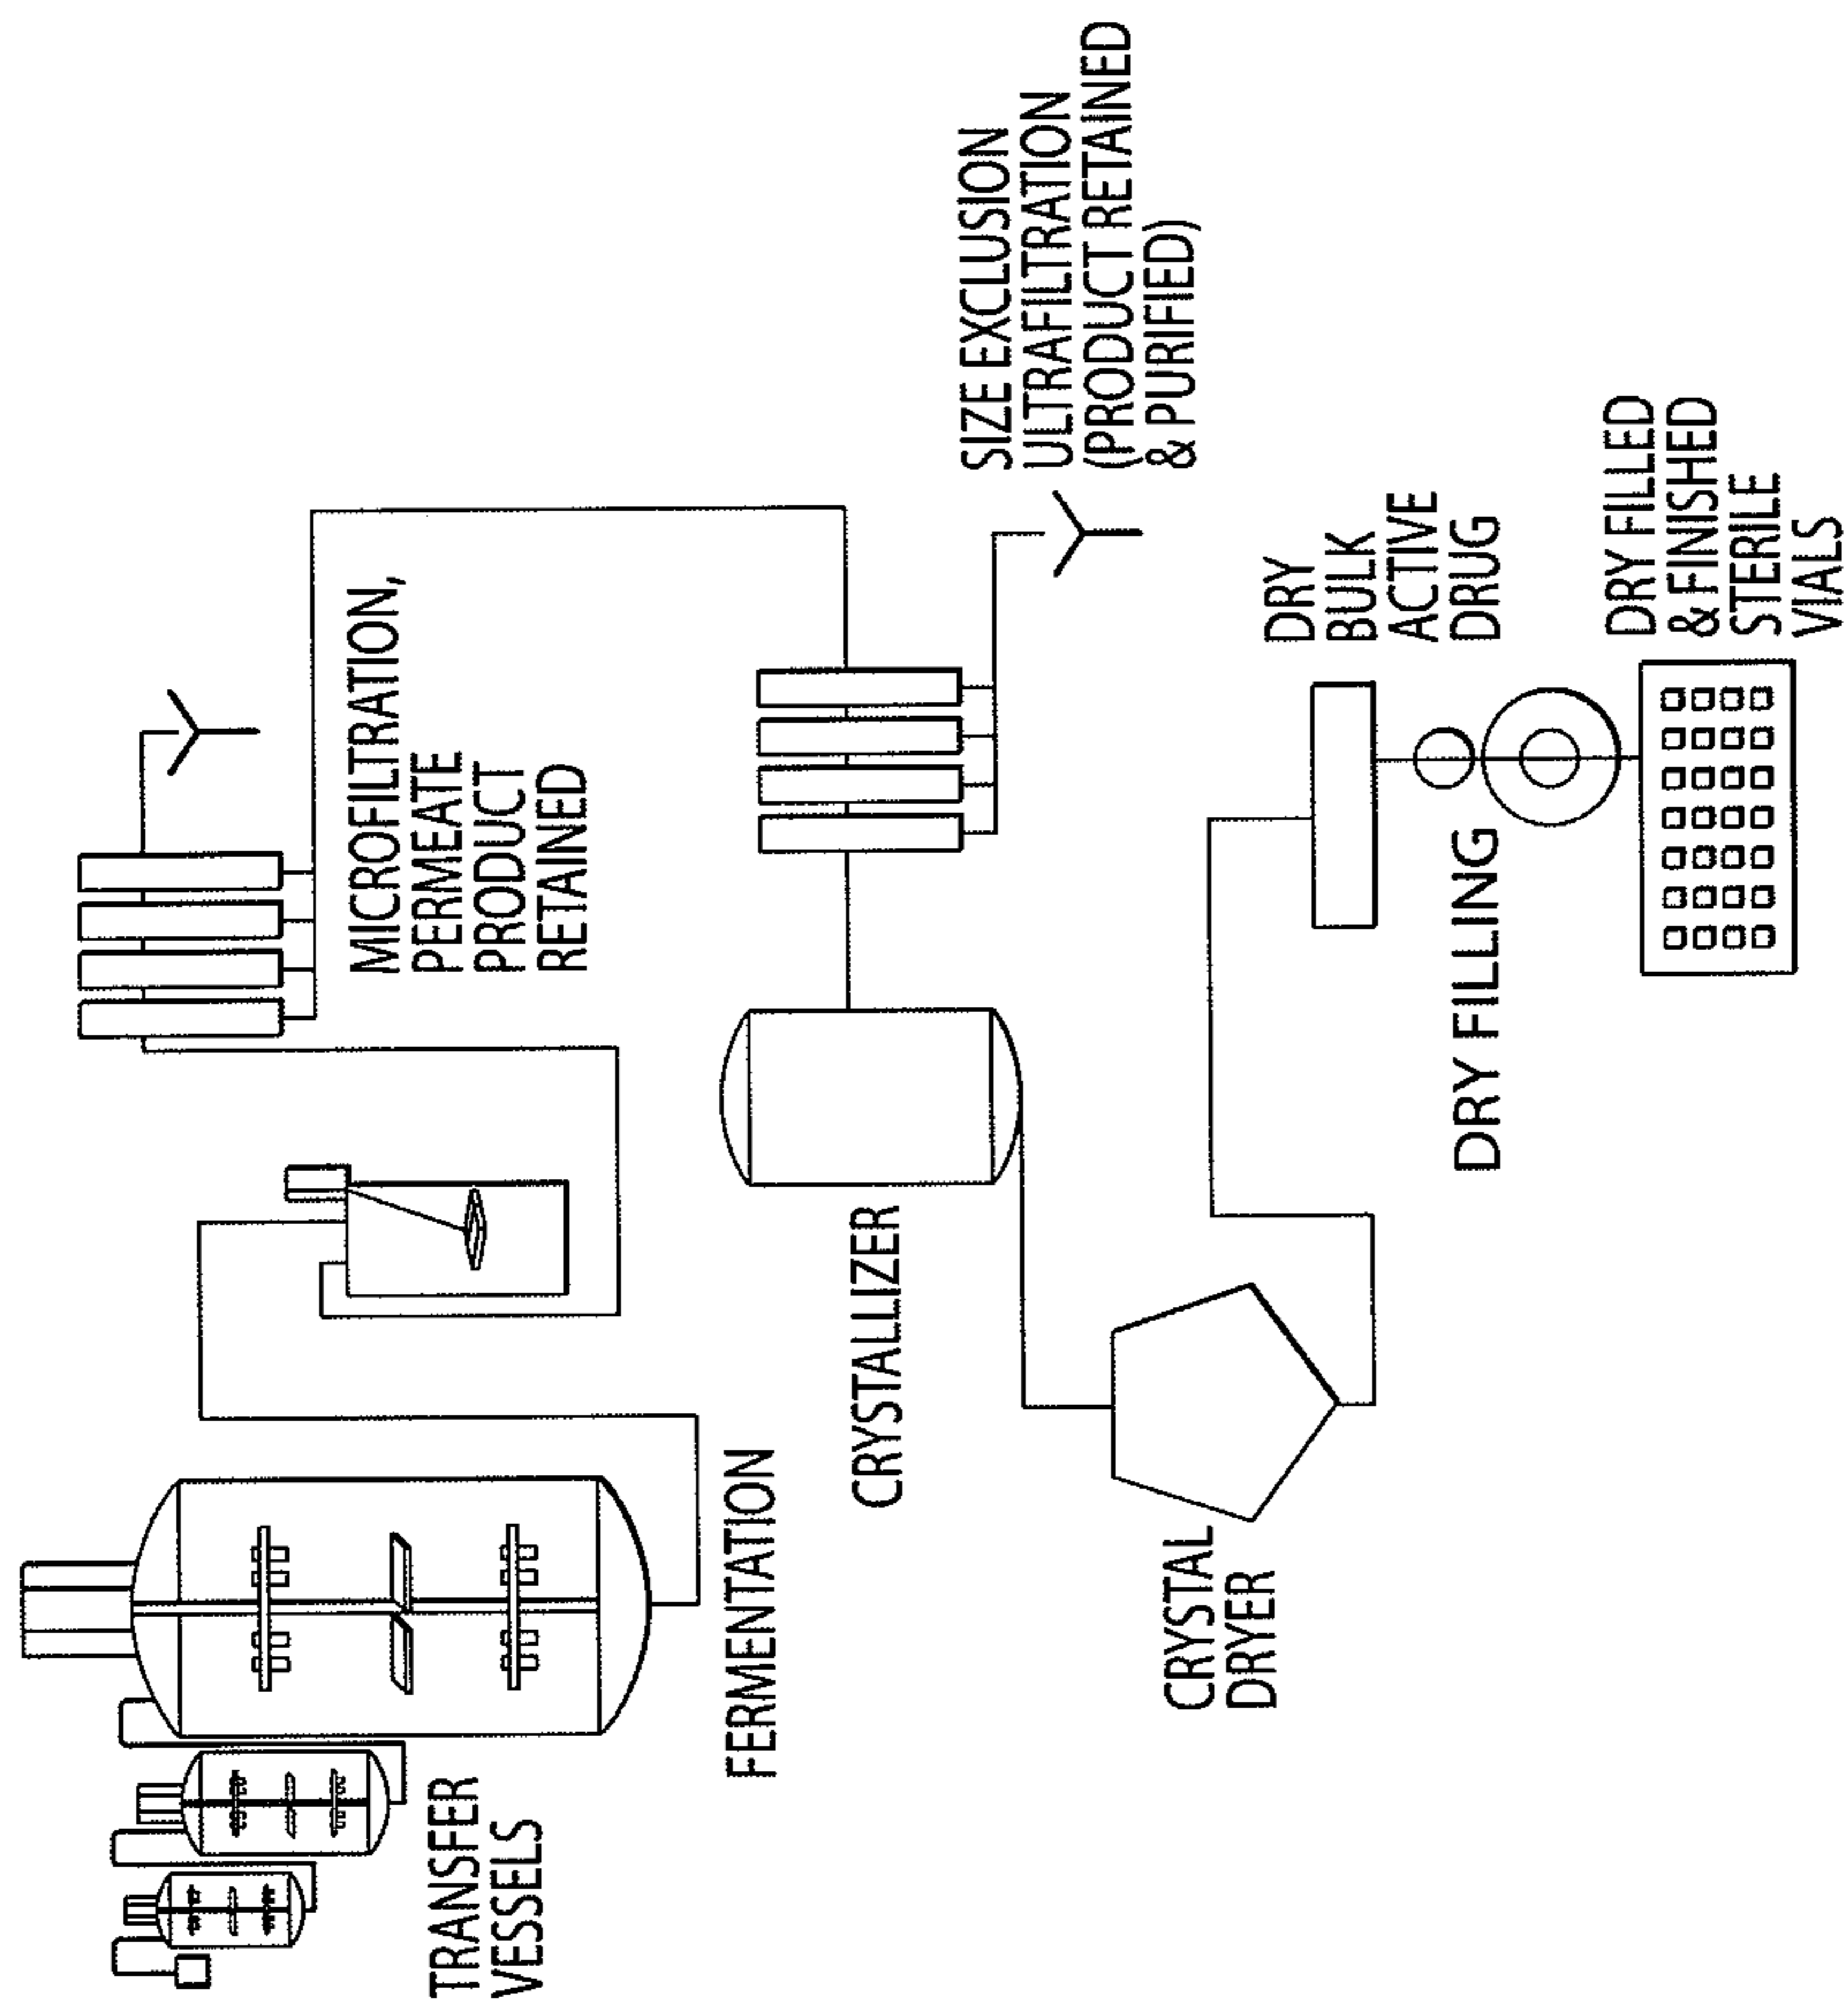 TRANSFER
VESSELS
FERMENTATION
MICROFILTRATION,
PERMEATE
PRODUCT
RETAINED
SIZE EXCLUSION
ULTRAFILTRATION
(PRODUCT RETAINED
& PURIFIED)
CRYSTALLIZER
CRYSTAL
DRYER
DRY
BULK
ACTIVE
DRUG
DRY FILLING
DRY FILLED
& FINISHED
STERILE
VIALS